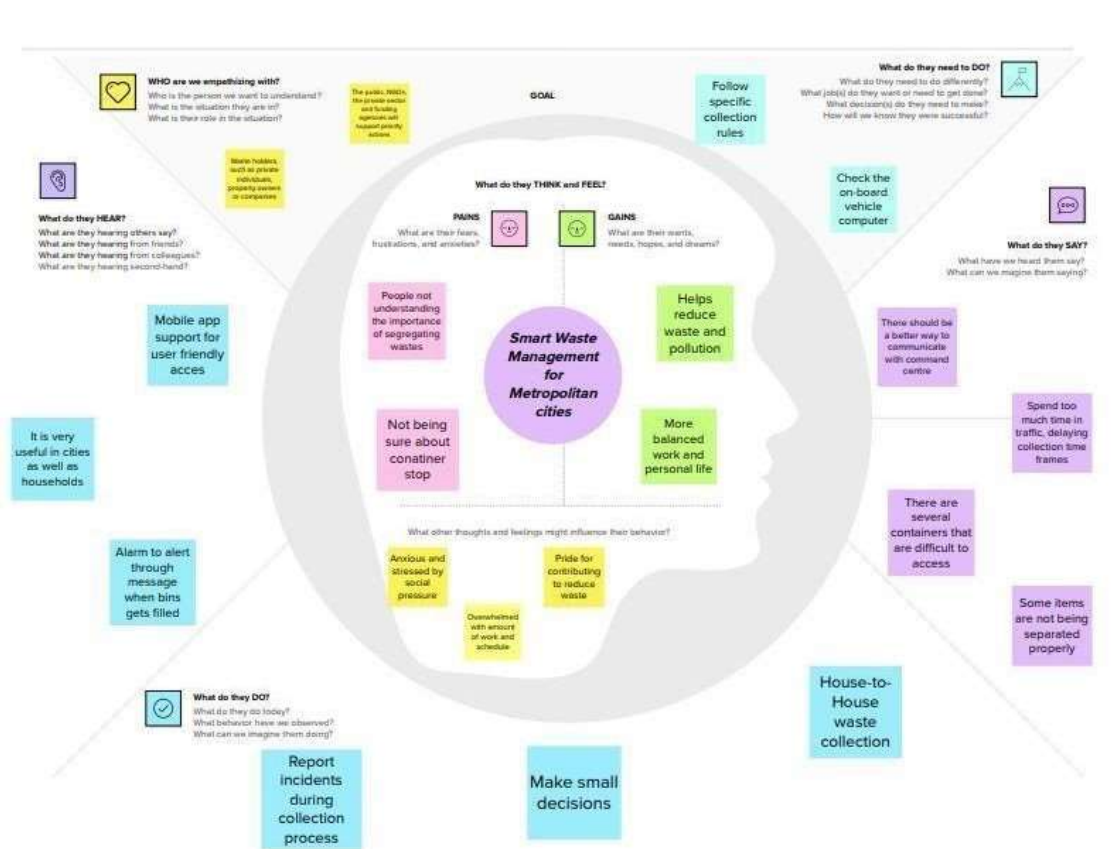 WHO are we empathizing with?
Who is the person we want to understand?
What is the situation they are in?
What is their role in the situation?
The public, NGOs,
the private sector
and funding
agencies will
support priority
actions
Waste holders,
such as private
individuals,
property owners
or companies
GOAL
What do they need to DO?
What do they need to do differently?
What job(s) do they want or need to get done?
What decision(s) do they need to make?
How will we know they were successful?
Follow
specific
collection
rules
Check the
on-board
vehicle
computer
What do they HEAR?
What are they hearing others say?
What are they hearing from friends?
What are they hearing from colleagues?
What are they hearing second-hand?
Mobile app
support for
user friendly
acces
It is very
useful in cities
as well as
households
Alarm to alert
through
message
when bins
gets filled
What do they THINK and FEEL?
PAINS
What are their fears,
frustrations, and anxieties?
GAINS
What are their wants,
needs, hopes, and dreams?
People not
understanding
the importance
of segregating
wastes
Not being
sure about
conatiner
stop
Smart Waste
Management
for
Metropolitan
cities
Helps
reduce
waste and
pollution
More
balanced
work and
personal life
What other thoughts and feelings might influence their behavior?
Anxious and
stressed by
social
pressure
Overwhelmed
with amount
of work and
schedule
Pride for
contributing
to reduce
waste
What do they SAY?
What have we heard them say?
What can we magine them saying?
There should be
a better way to
communicate
with command
centre
Spend too
much time in
traffic, delaying
collection time
frames
There are
several
containers that
are difficult to
access
Some items
are not being
separated
properly
What do they DO?
What do they do today?
What behavior have we observed?
What can we imagine them doing?
Report
incidents
during
collection
process
Make small
decisions
House-to-
House
waste
collection